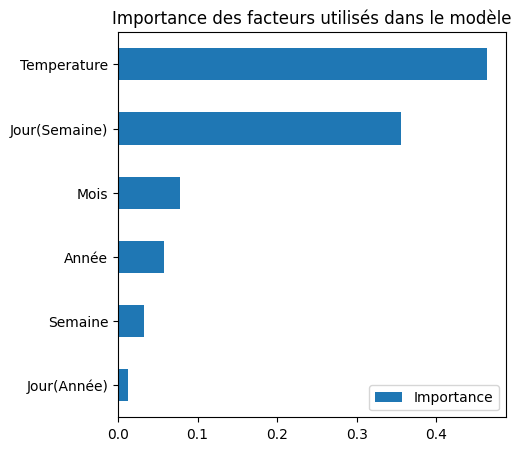 Importance des facteurs utilisés dans le modèle
Temperature
Jour(Semaine)
Mois
Année
Semaine
Jour(Année)
Importance
0.0 0.1 0.2 0.3 0.4